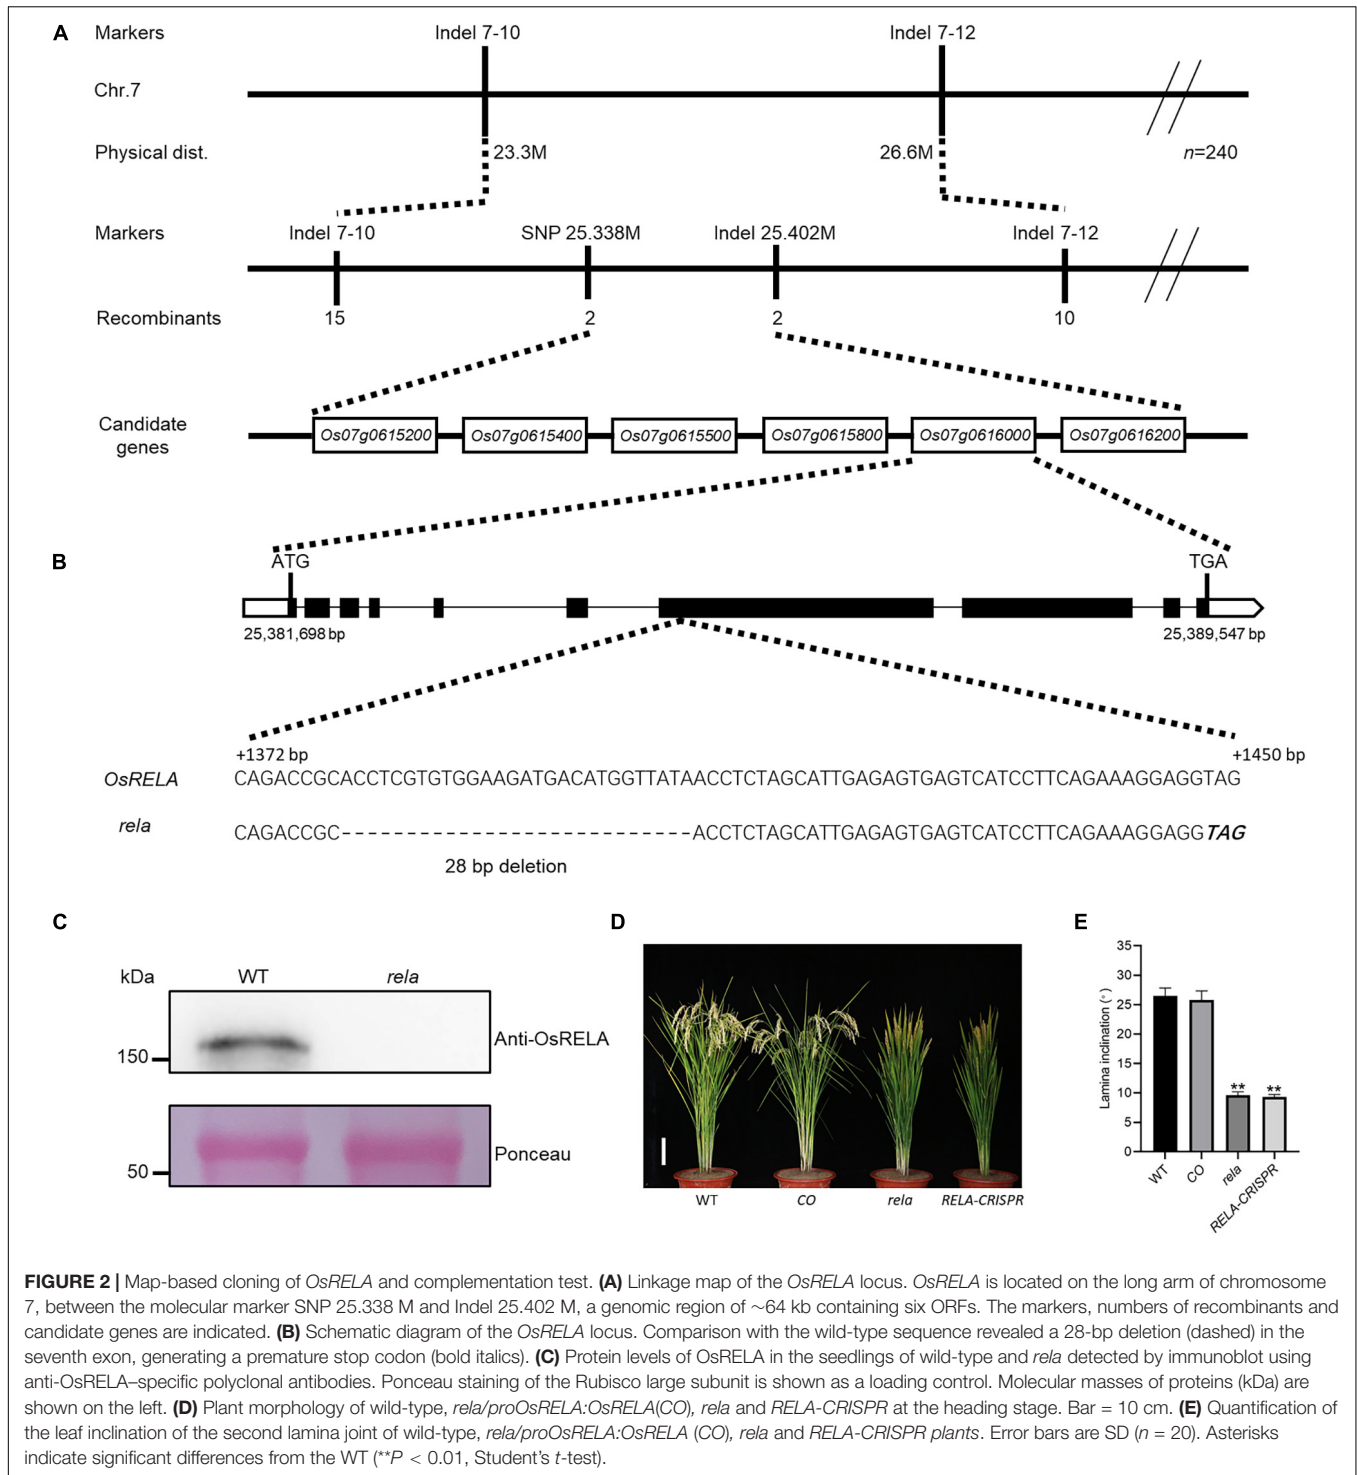 A Markers Indel 7-10 Indel 7-12
Chr.7
Physical dist. 23.3M 26.6M n=240
Markers Indel 7-10 SNP 25.338M Indel 25.402M Indel 7-12
Recombinants 15 2 2 10
Candidate genes Os07g0615200 Os07g0615400 Os07g0615500 Os07g0615800 Os07g0616000 Os07g0616200
B ATG TGA
25,381,698 bp 25,389,547 bp
+1372 bp +1450 bp
OsRELA CAGACCGCACCTCGTGTGGAAGATGACATGGTTATAACCTCTAGCATTGAGAGTGAGTCATCCTTCAGAAAGGAGGTAG
rela CAGACCGC----------------------------ACCTCTAGCATTGAGAGTGAGTCATCCTTCAGAAAGGAGGTAG
28 bp deletion
C
kDa WT rela
150 Anti-OsRELA
50 Ponceau
D
WT CO rela RELA-CRISPR
E
Lamina inclination (°)
35
30
25
20
15
10
5
0
** **
WT CO rela RELA-CRISPR
FIGURE 2 | Map-based cloning of OsRELA and complementation test. (A) Linkage map of the OsRELA locus. OsRELA is located on the long arm of chromosome
7, between the molecular marker SNP 25.338 M and Indel 25.402 M, a genomic region of ∼64 kb containing six ORFs. The markers, numbers of recombinants and
candidate genes are indicated. (B) Schematic diagram of the OsRELA locus. Comparison with the wild-type sequence revealed a 28-bp deletion (dashed) in the
seventh exon, generating a premature stop codon (bold italics). (C) Protein levels of OsRELA in the seedlings of wild-type and rela detected by immunoblot using
anti-OsRELA–specific polyclonal antibodies. Ponceau staining of the Rubisco large subunit is shown as a loading control. Molecular masses of proteins (kDa) are
shown on the left. (D) Plant morphology of wild-type, rela/proOsRELA:OsRELA(CO), rela and RELA-CRISPR at the heading stage. Bar = 10 cm. (E) Quantification of
the leaf inclination of the second lamina joint of wild-type, rela/proOsRELA:OsRELA (CO), rela and RELA-CRISPR plants. Error bars are SD (n = 20). Asterisks
indicate significant differences from the WT (**P < 0.01, Student's t-test).